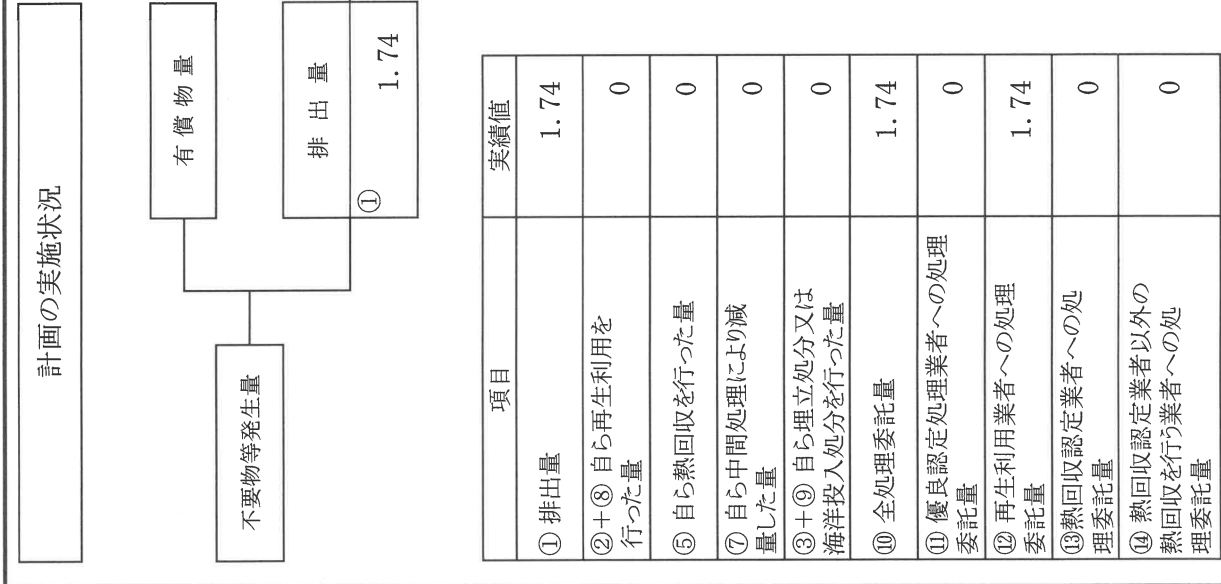 計画の実施状況
不要物等発生量
有償物量
排出量
①
1.74
項目
実績値
① 排出量
1.74
②+⑧ 自ら再生利用を
行った量
0
⑤ 自ら熱回収を行った量
0
⑦ 自ら中間処理により減
量した量
0
③+⑨ 自ら埋立処分又は
海洋投入処分を行った量
0
⑩ 全処理委託量
1.74
⑪ 優良認定処理業者への処理
委託量
0
⑫ 再生利用業者への処理
委託量
1.74
⑬熱回収認定業者への処
理委託量
0
⑭ 熱回収認定業者以外の
熱回収を行う業者への処
理委託量
0